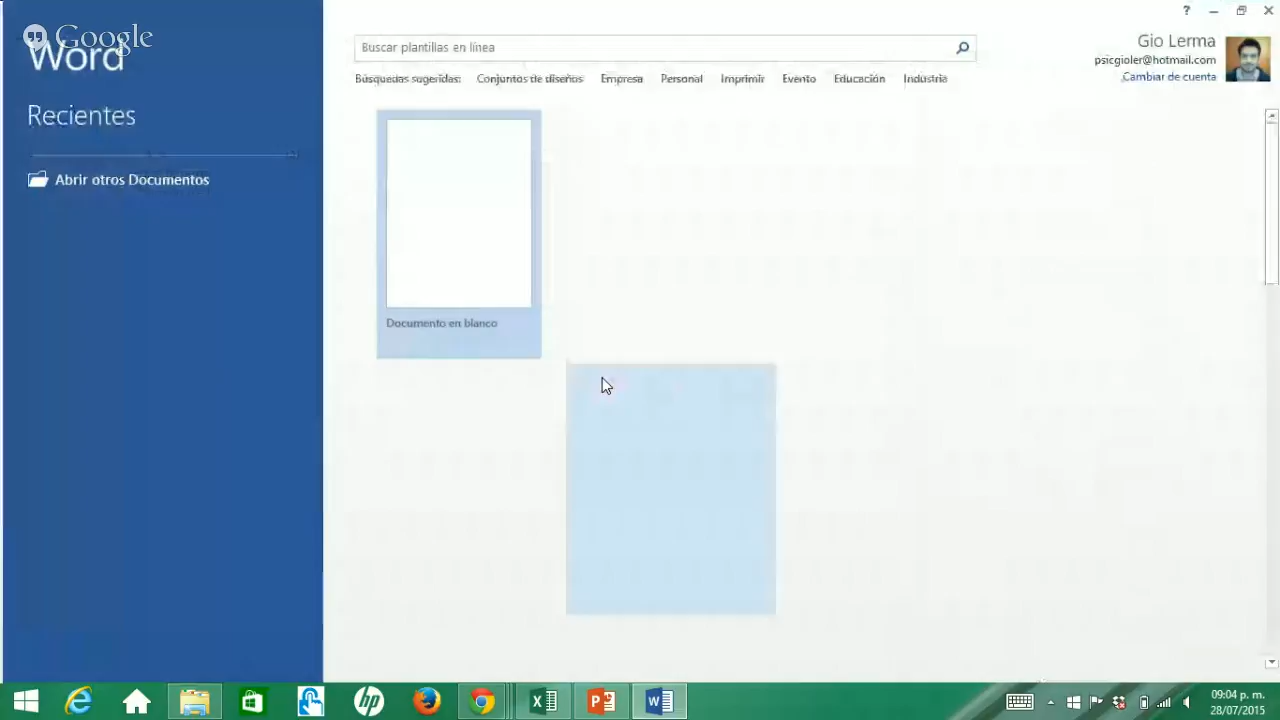 Google
Word
Recientes
Abrir otros Documentos
Buscar plantillas en línea
Búsquedas sugeridas: Conjuntos de diseños Empresa Personal Imprimir Evento Educación Industria
?
Gio Lerma
psicgioler@hotmail.com
Cambiar de cuenta
Documento en blanco
09:04 p. m.
28/07/2015